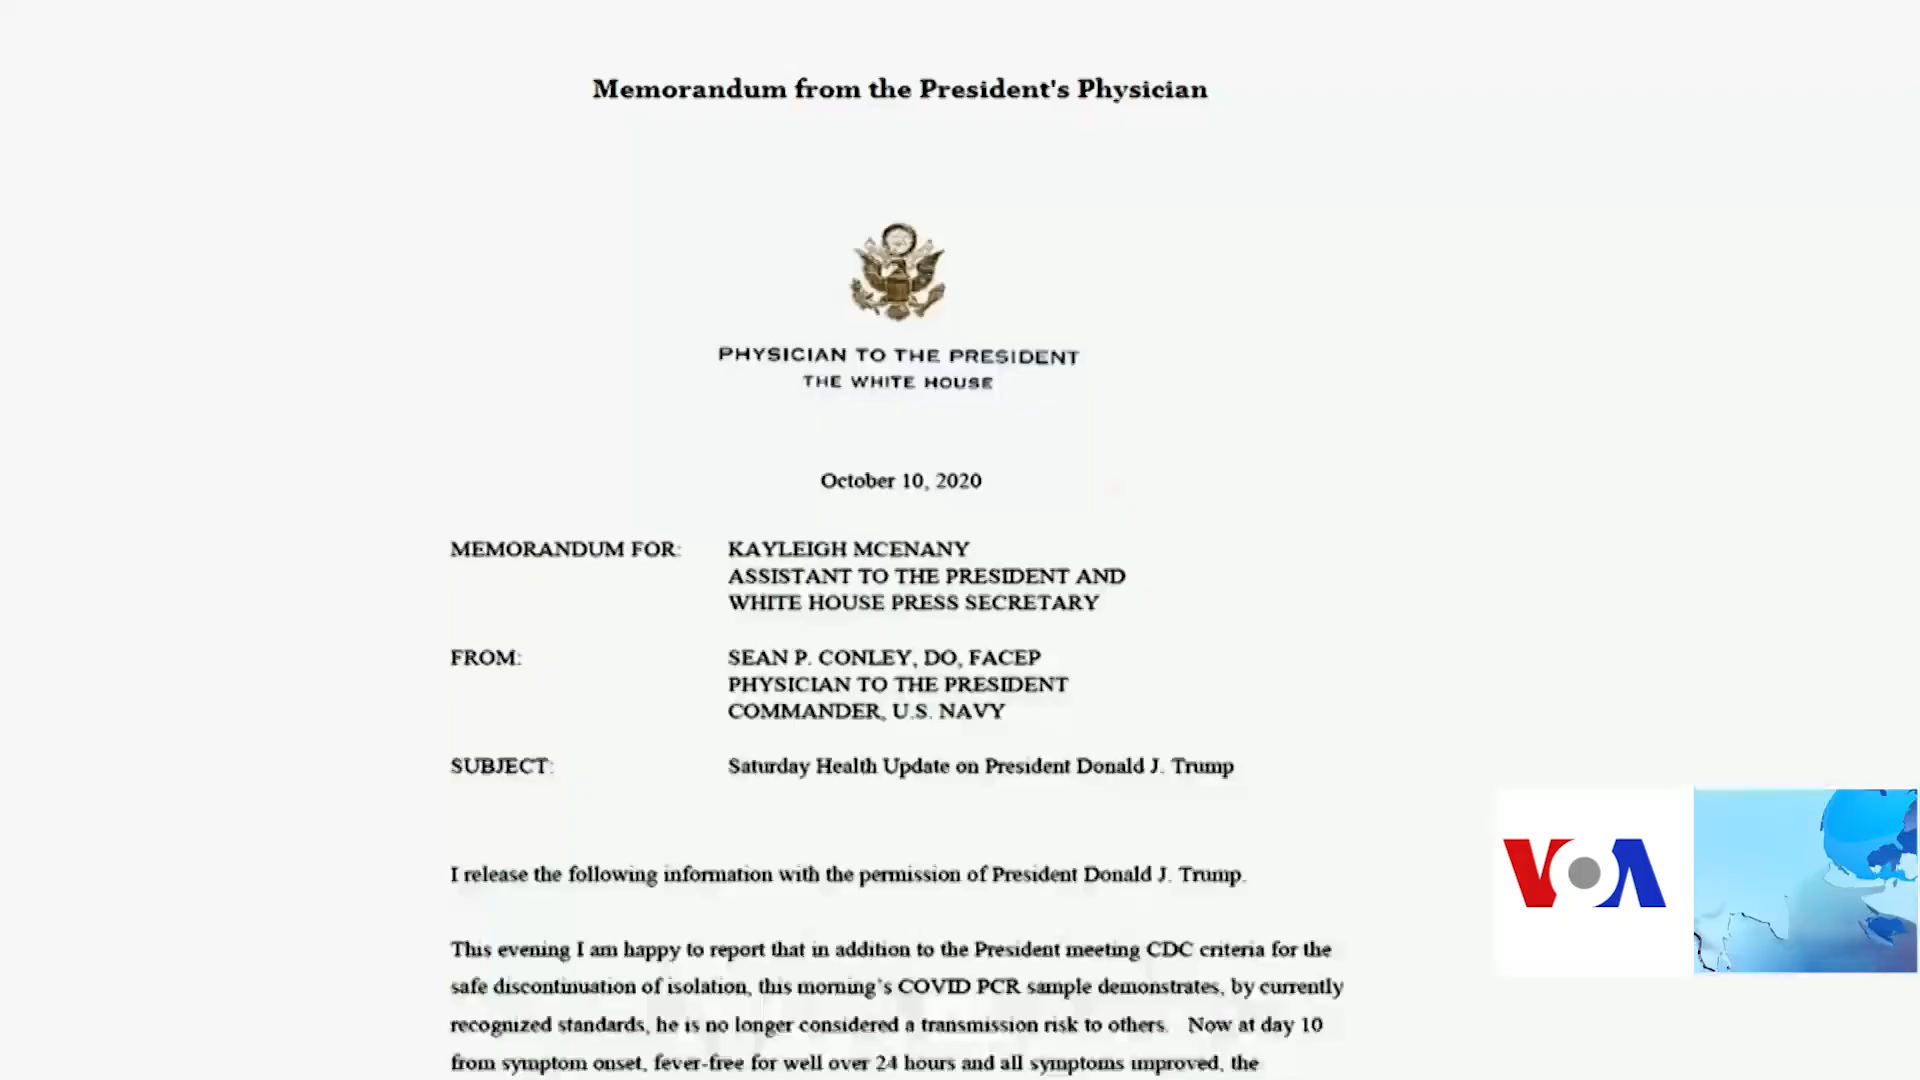 Memorandum from the President's Physician
PHYSICIAN TO THE PRESIDENT
THE WHITE HOUSE
October 10, 2020
MEMORANDUM FOR: KAYLEIGH MCENANY
ASSISTANT TO THE PRESIDENT AND
WHITE HOUSE PRESS SECRETARY
FROM: SEAN P. CONLEY, DO, FACEP
PHYSICIAN TO THE PRESIDENT
COMMANDER, U.S. NAVY
SUBJECT: Saturday Health Update on President Donald J. Trump
I release the following information with the permission of President Donald J. Trump.
This evening I am happy to report that in addition to the President meeting CDC criteria for the
safe discontinuation of isolation, this morning's COVID PCR sample demonstrates, by currently
recognized standards, he is no longer considered a transmission risk to others. Now at day 10
from symptom onset, fever-free for well over 24 hours and all symptoms improved, the
VOA